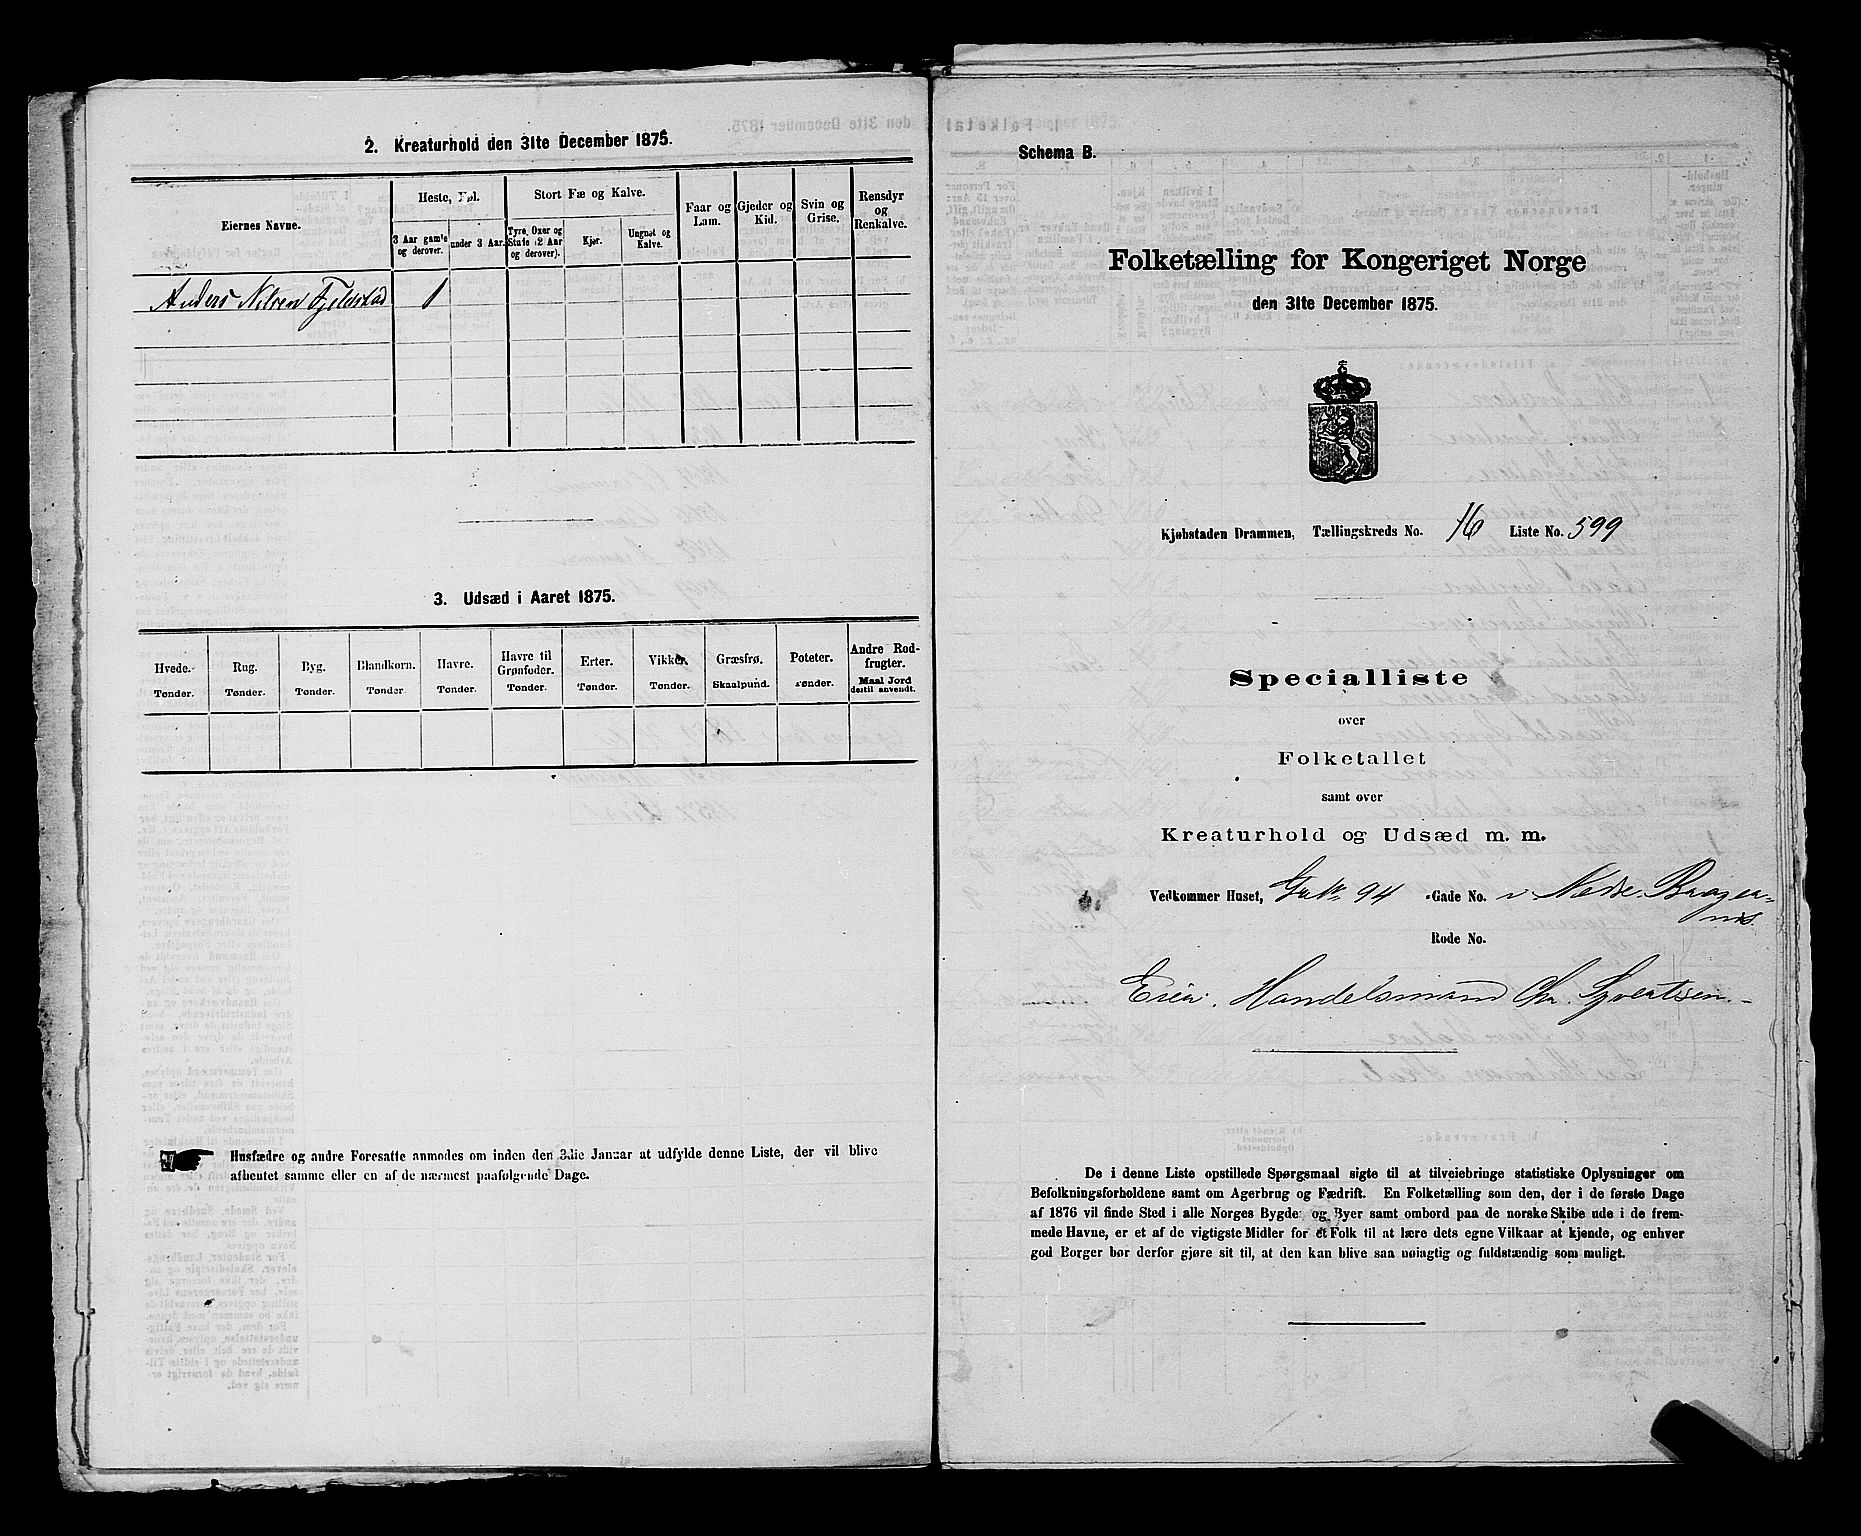 2. Kreaturhold den 31te December 1875.
Eiernes Navne.
Heste, Føl.
Stort Fæ og Kalve.
Faar og Lam.
Gjeder og Kid.
Svin og Grise.
Rensdyr og Renkalve.
3 Aar gamle og derover.
under 3 Aar.
Tyre, Oxer og Stude (2 Aar og derover).
Kjør.
Ungnøt og Kalve.
Anders Nilsen Fjeldstad 1
3. Udsæd i Aaret 1875.
Hvede. Rug. Byg. Blandkorn. Havre. Havre til Grønfoder. Erter. Vikker. Græsfrø. Poteter. Andre Rodfrugter.
Tønder. Tønder. Tønder. Tønder. Tønder. Tønder. Tønder. Tønder. Skaalpund. Tønder. Maal Jord dertil anvendt.
Husfædre og andre Foresatte anmodes om inden den 3die Januar at udfylde denne Liste, der vil blive
afhentet samme eller en af de nærmest paafølgende Dage.
Schema B.
Folketælling for Kongeriget Norge
den 31te December 1875.
Kjøbstaden Drammen, Tællingskreds No. 16 Liste No. 599
Specialliste
over
Folketallet
samt over
Kreaturhold og Udsæd m. m.
Vedkommer Huset, 94 Gade No. Nedre Bragernæs.
Rode No.
Eier. Handelsmand Chr. Syvertsen.
De i denne Liste opstillede Spørgsmaal sigte til at tilveiebringe statistiske Oplysninger om
Befolkningsforholdene samt om Agerbrug og Fædrift. En Folketælling som den, der i de første Dage
af 1876 vil finde Sted i alle Norges Bygder og Byer samt ombord paa de norske Skibe ude i de frem-
mede Havne, er et af de vigtigste Midler for et Folk til at lære dets egne Vilkaar at kjende, og enhver
god Borger bør derfor gjøre sit til, at den kan blive saa nøiagtig og fuldstændig som muligt.